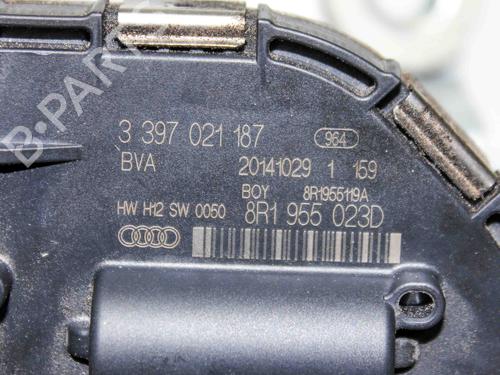 B-PARTS
3 397 021 187 964
BVA 20141029 1 159
BOY 8R1955119A
HW H12 SW 0050 8R1 955 023D